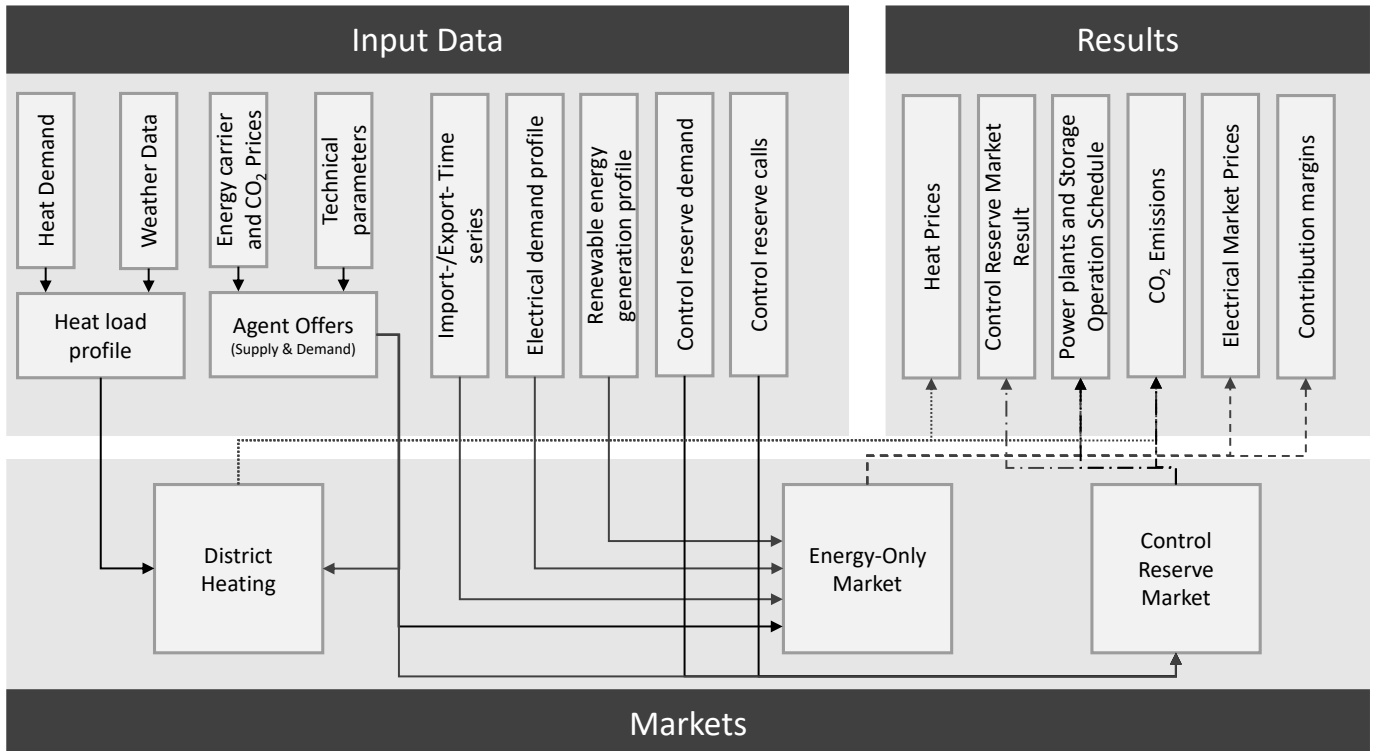 Input Data
Results
Heat Demand
Weather Data
Energy carrier
and CO₂ Prices
Technical
parameters
Import-/Export- Time
series
Electrical demand profile
Renewable energy
generation profile
Control reserve demand
Control reserve calls
Heat Prices
Control Reserve Market
Result
Power plants and Storage
Operation Schedule
CO₂ Emissions
Electrical Market Prices
Contribution margins
Heat load
profile
Agent Offers
(Supply & Demand)
District
Heating
Energy-Only
Market
Control
Reserve
Market
Markets